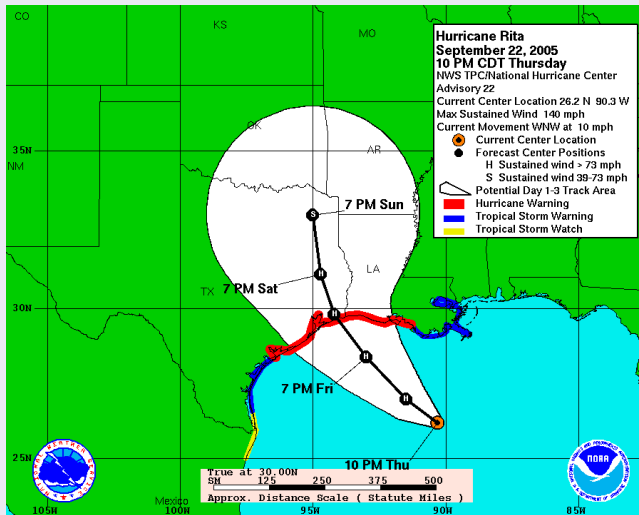 CO
KS
MO
Hurricane Rita
September 22, 2005
10 PM CDT Thursday
NWS TPC/National Hurricane Center
Advisory 22
Current Center Location 26.2 N 90.3 W
Max Sustained Wind 140 mph
Current Movement WNW at 10 mph
Current Center Location
Forecast Center Positions
H Sustained wind > 73 mph
S Sustained wind 39-73 mph
Potential Day 1-3 Track Area
Hurricane Warning
Tropical Storm Warning
Tropical Storm Watch
OK
35N
AR
NM
S
7 PM Sun
H
LA
7 PM Sat
TX
30N
H
H
7 PM Fri
H
25N
10 PM Thu
NATIONAL WEATHER SERVICE
NOAA
True at 30.00N
SM 125 250 375 500
Approx. Distance Scale ( Statute Miles )
Mexico
105W
100W
95W
90W
85W